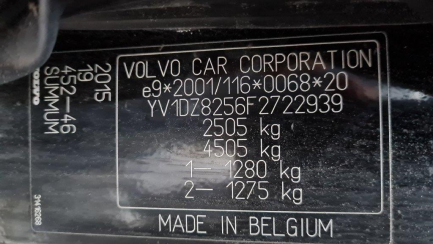 VOLVO CAR CORPORATION
e9*2001/116*0068*20
YV1DZ8256F2722939
2505 kg
4505 kg
1— 1280 kg
2— 1275 kg
MADE IN BELGIUM
2015
19
452—46
SUMMUM
VOLVO